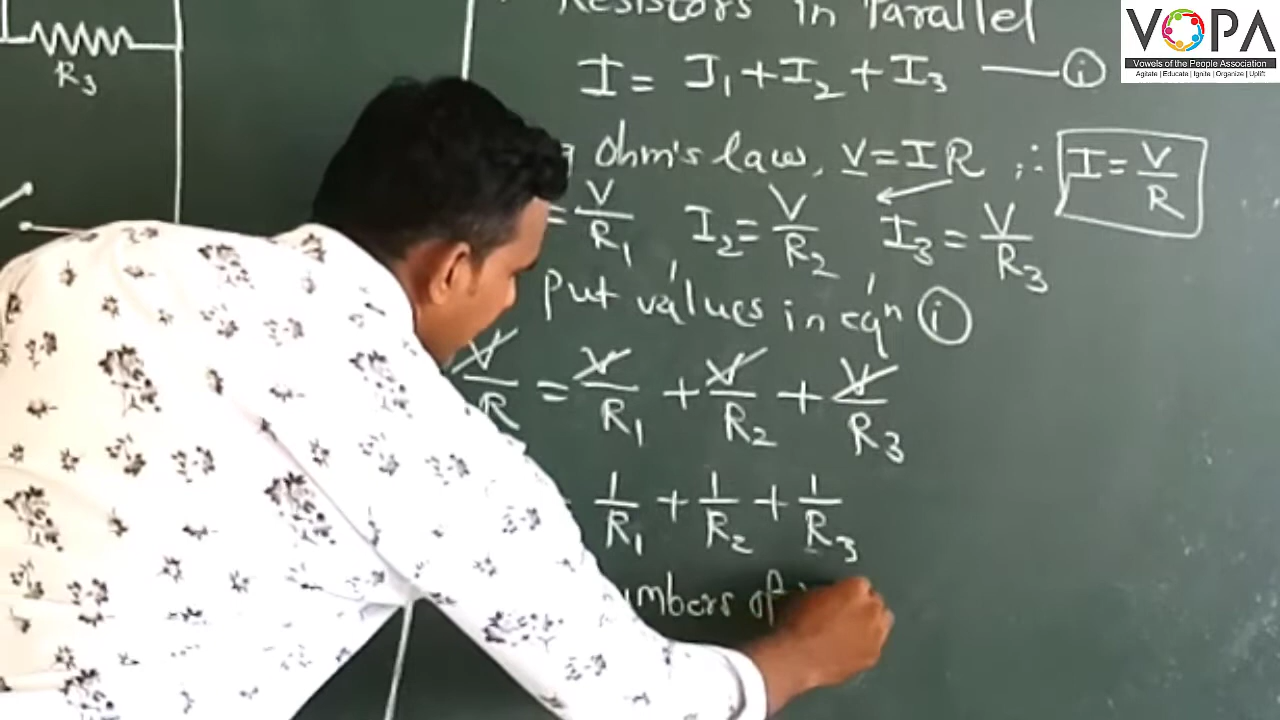 Resistors in Parallel
R3
I = I1 + I2 + I3 — (i)
Ohm's law, V = IR ∴ I = V/R
= V/R1 I2 = V/R2 I3 = V/R3
Put values in eqn (i)
V/R = V/R1 + V/R2 + V/R3
1/R1 + 1/R2 + 1/R3
umbers of
VOPA
Vowels of the People Association
Agitate | Educate | Ignite | Organize | Uplift